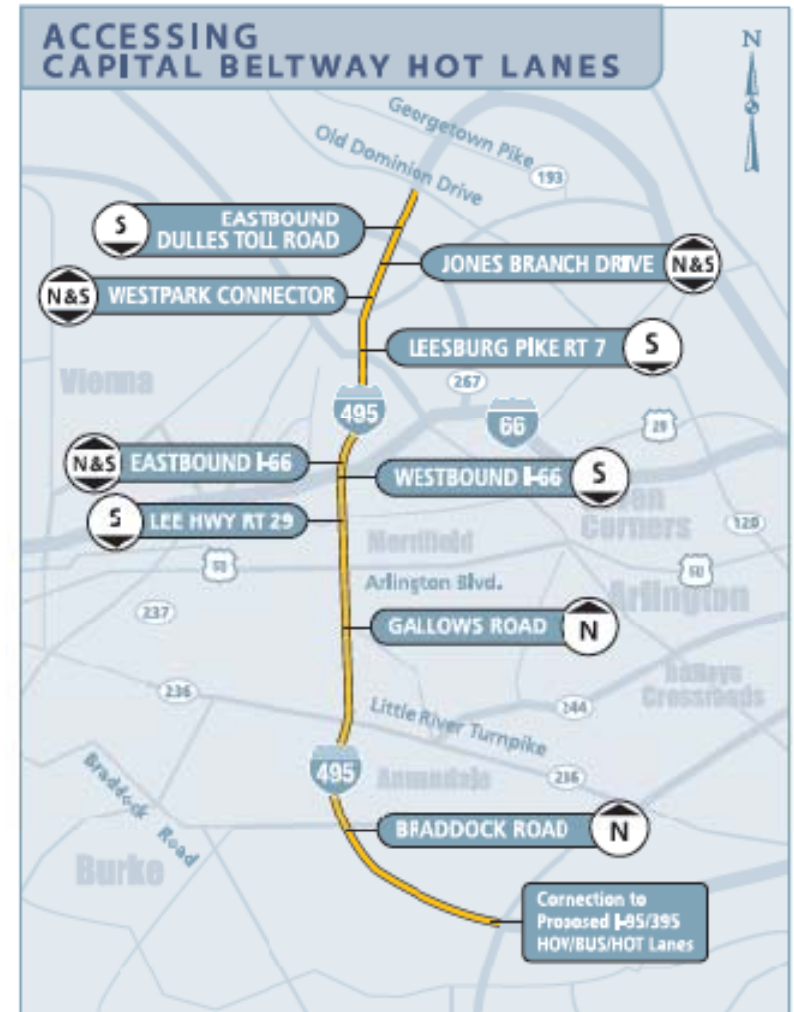 ACCESSING
CAPITAL BELTWAY HOT LANES
N
Georgetown Pike
Old Dominion Drive
193
S
EASTBOUND
DULLES TOLL ROAD
JONES BRANCH DRIVE
N&S
N&S
WESTPARK CONNECTOR
LEESBURG PIKE RT 7
S
Vienna
267
495
66
29
N&S
EASTBOUND I-66
WESTBOUND I-66
S
S
LEE HWY RT 29
Corners
120
Merrifield
50
50
Arlington Blvd.
Arlington
237
GALLOWS ROAD
N
Crossroads
236
244
Little River Turnpike
495
Annandale
236
Braddock Road
BRADDOCK ROAD
N
Burke
Connection to
Proposed I-95/395
HOV/BUS/HOT Lanes